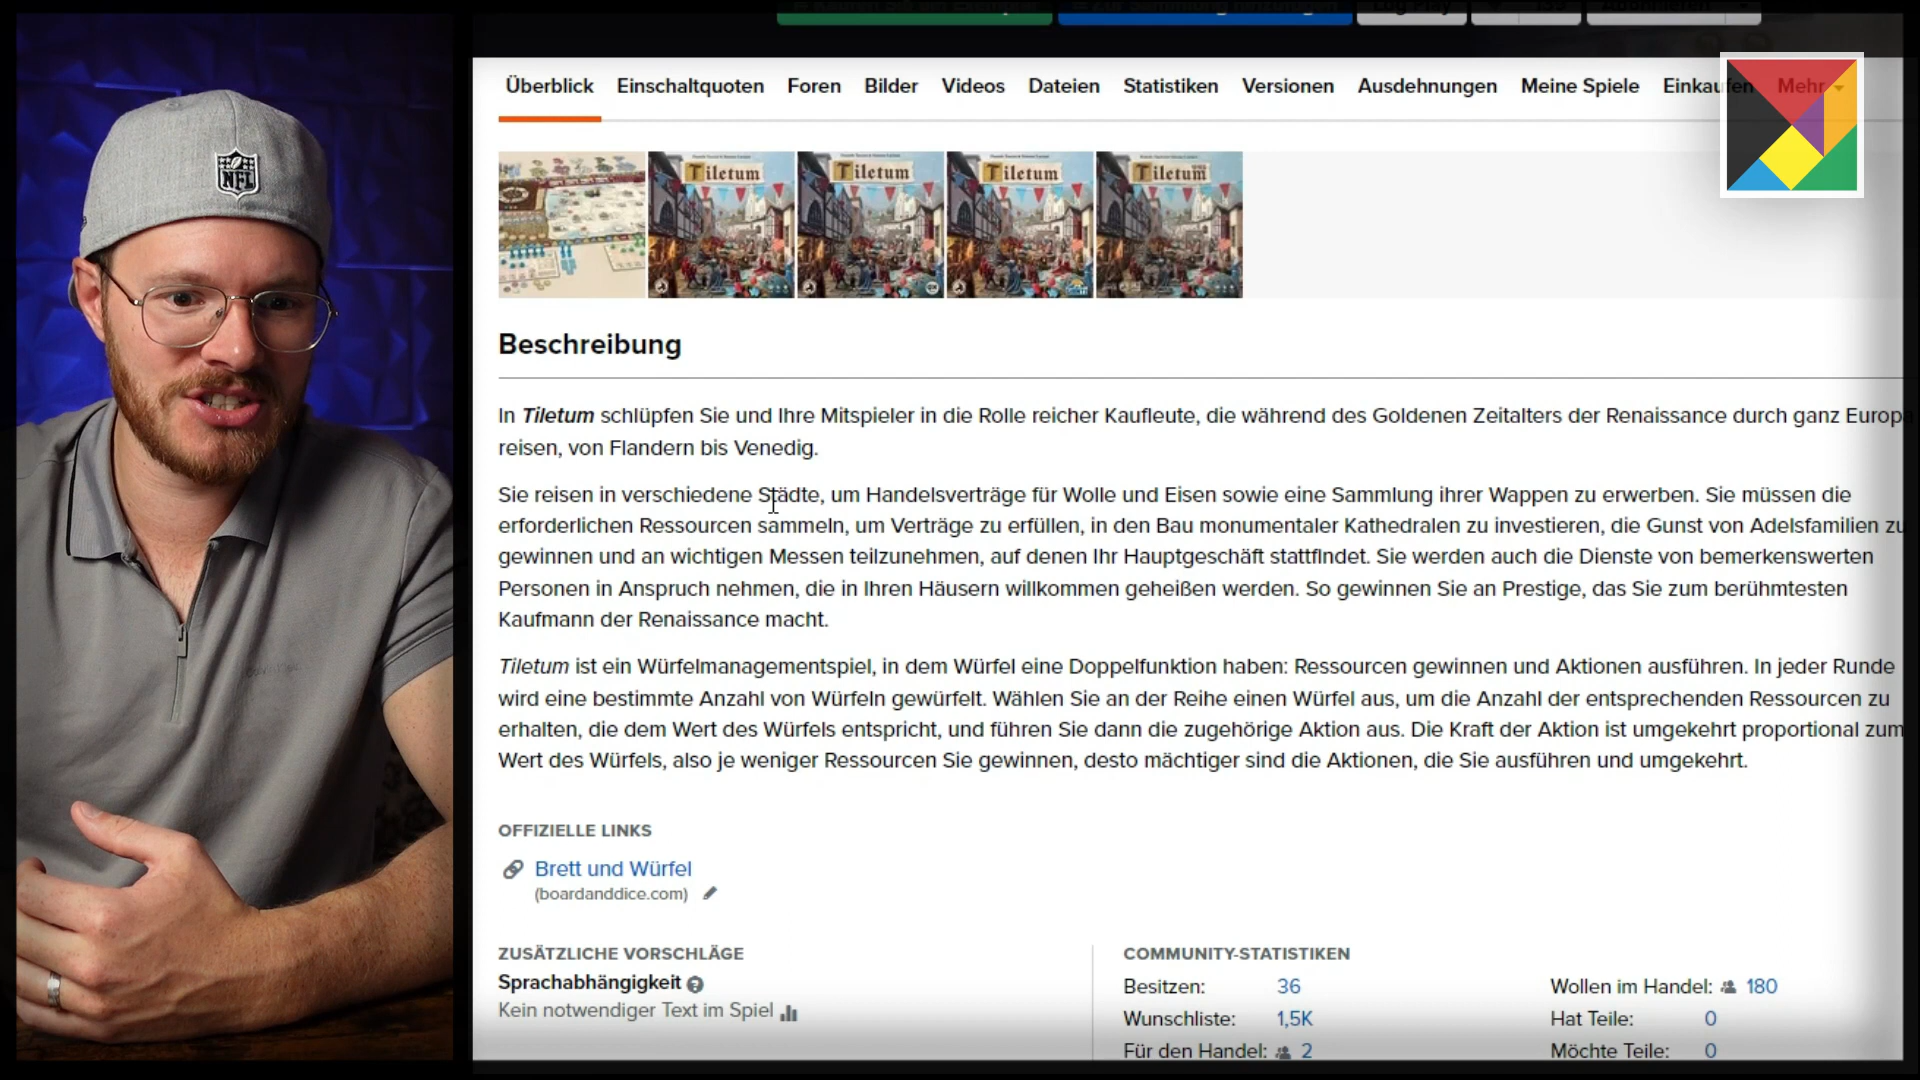 Log Play
Überblick Einschaltquoten Foren Bilder Videos Dateien Statistiken Versionen Ausdehnungen Meine Spiele Einkaufen Mehr
Tiletum Tiletum Tiletum Tiletum
NFL
Beschreibung
In Tiletum schlüpfen Sie und Ihre Mitspieler in die Rolle reicher Kaufleute, die während des Goldenen Zeitalters der Renaissance durch ganz Europa
reisen, von Flandern bis Venedig.
Sie reisen in verschiedene Städte, um Handelsverträge für Wolle und Eisen sowie eine Sammlung ihrer Wappen zu erwerben. Sie müssen die
erforderlichen Ressourcen sammeln, um Verträge zu erfüllen, in den Bau monumentaler Kathedralen zu investieren, die Gunst von Adelsfamilien zu
gewinnen und an wichtigen Messen teilzunehmen, auf denen Ihr Hauptgeschäft stattfindet. Sie werden auch die Dienste von bemerkenswerten
Personen in Anspruch nehmen, die in Ihren Häusern willkommen geheißen werden. So gewinnen Sie an Prestige, das Sie zum berühmtesten
Kaufmann der Renaissance macht.
Tiletum ist ein Würfelmanagementspiel, in dem Würfel eine Doppelfunktion haben: Ressourcen gewinnen und Aktionen ausführen. In jeder Runde
wird eine bestimmte Anzahl von Würfeln gewürfelt. Wählen Sie an der Reihe einen Würfel aus, um die Anzahl der entsprechenden Ressourcen zu
erhalten, die dem Wert des Würfels entspricht, und führen Sie dann die zugehörige Aktion aus. Die Kraft der Aktion ist umgekehrt proportional zum
Wert des Würfels, also je weniger Ressourcen Sie gewinnen, desto mächtiger sind die Aktionen, die Sie ausführen und umgekehrt.
OFFIZIELLE LINKS
Brett und Würfel
(boardanddice.com)
ZUSÄTZLICHE VORSCHLÄGE
Sprachabhängigkeit
Kein notwendiger Text im Spiel
COMMUNITY-STATISTIKEN
Besitzen: 36
Wunschliste: 1,5K
Für den Handel: 2
Wollen im Handel: 180
Hat Teile: 0
Möchte Teile: 0